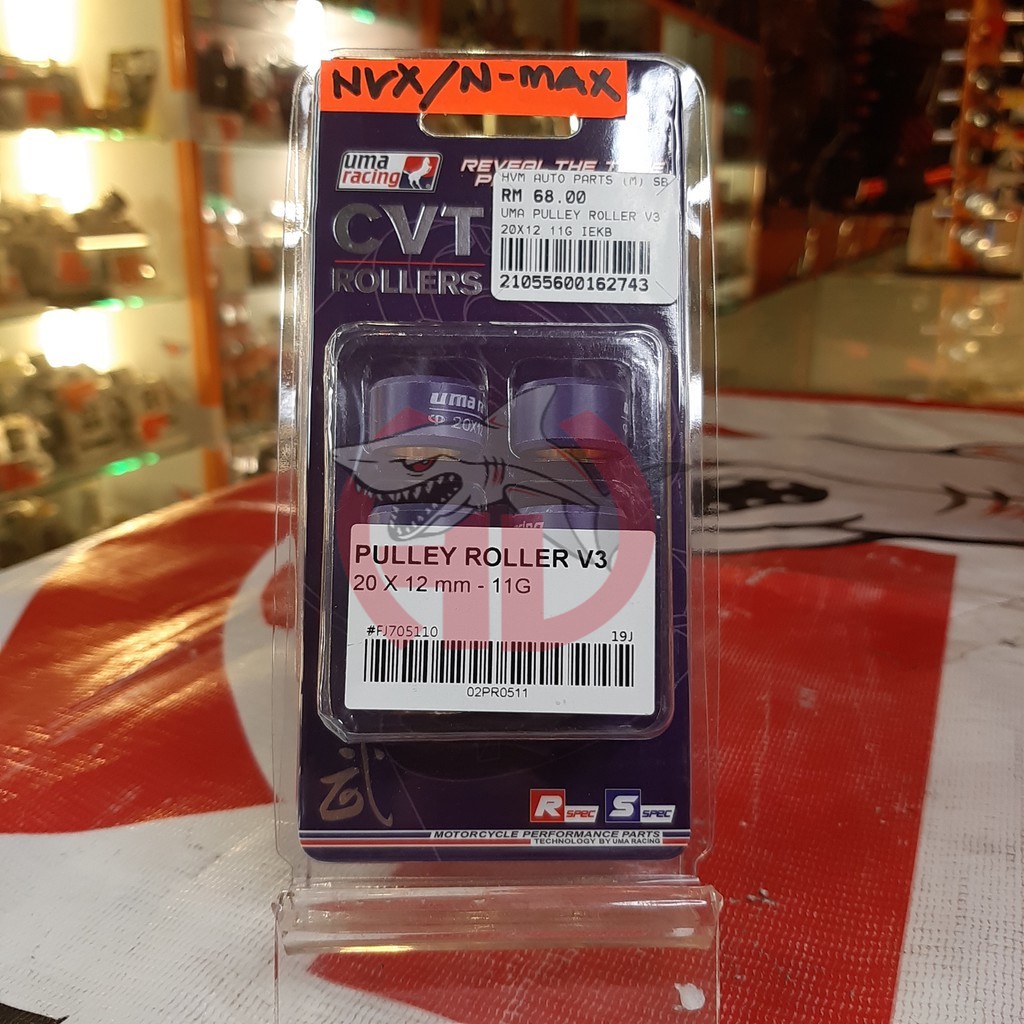 NVX/N-MAX
uma
racing
REVEAL THE
HVM AUTO PARTS (M) SB
RM 68.00
UMA PULLEY ROLLER V3
20X12 11G IEKB
21055600162743
CVT
ROLLERS
uma
20X1
PULLEY ROLLER V3
20 X 12 mm - 11G
#FJ705110 19J
02PR0511
R SPEC S SPEC
MOTORCYCLE PERFORMANCE PARTS
TECHNOLOGY BY UMA RACING